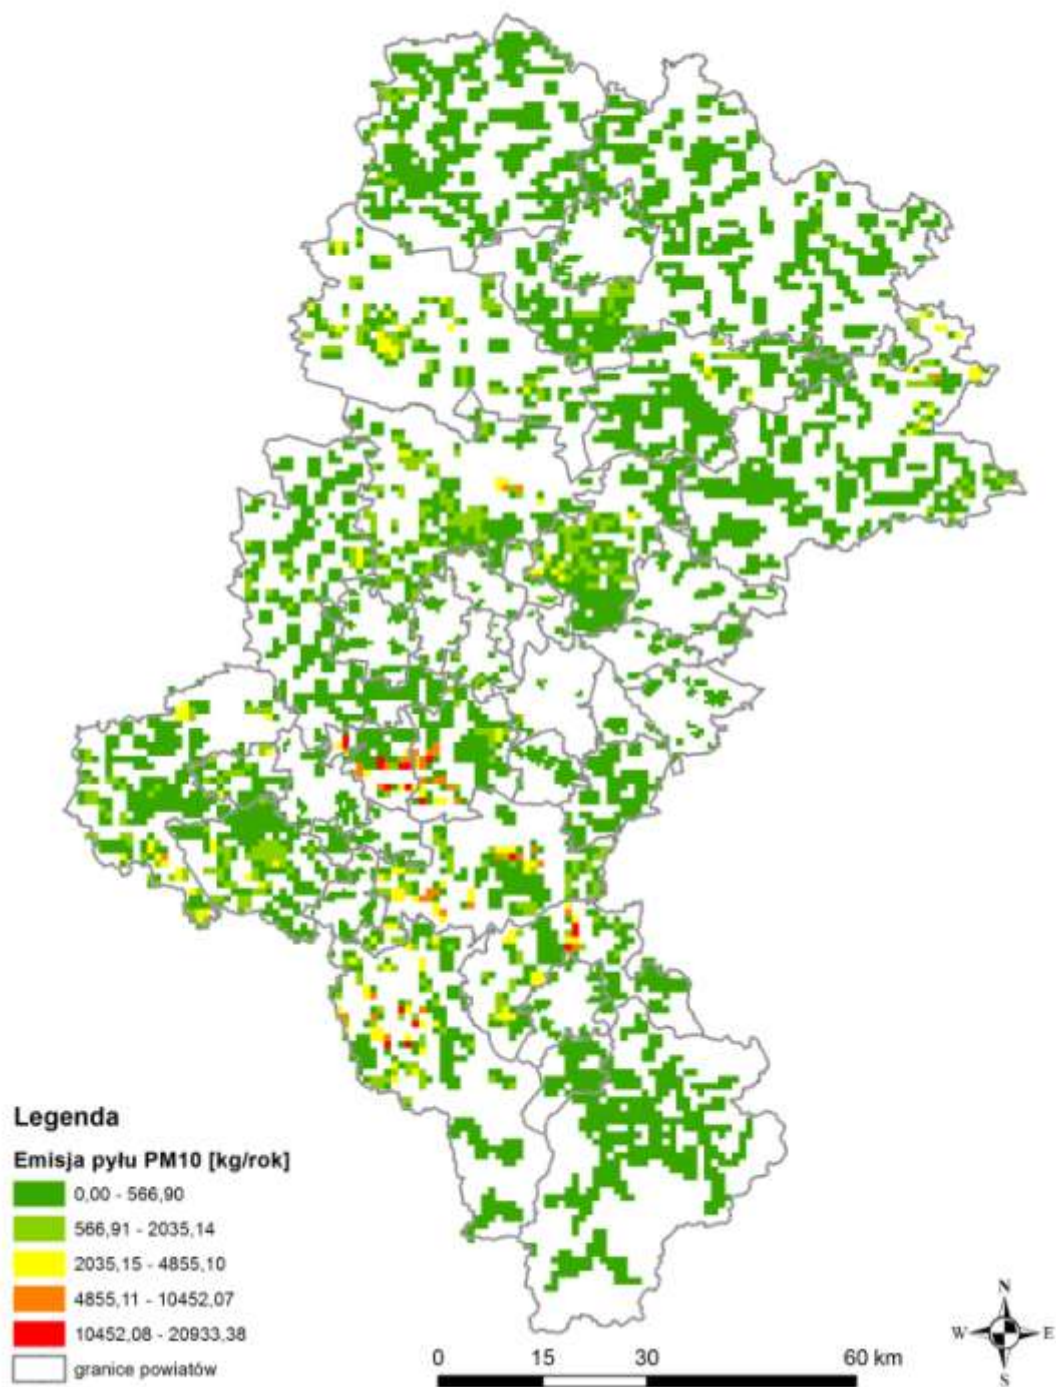 Legenda
Emisja pyłu PM10 [kg/rok]
0,00 - 566,90
566,91 - 2035,14
2035,15 - 4855,10
4855,11 - 10452,07
10452,08 - 20933,38
granice powiatów
0 15 30 60 km
N
W E
S